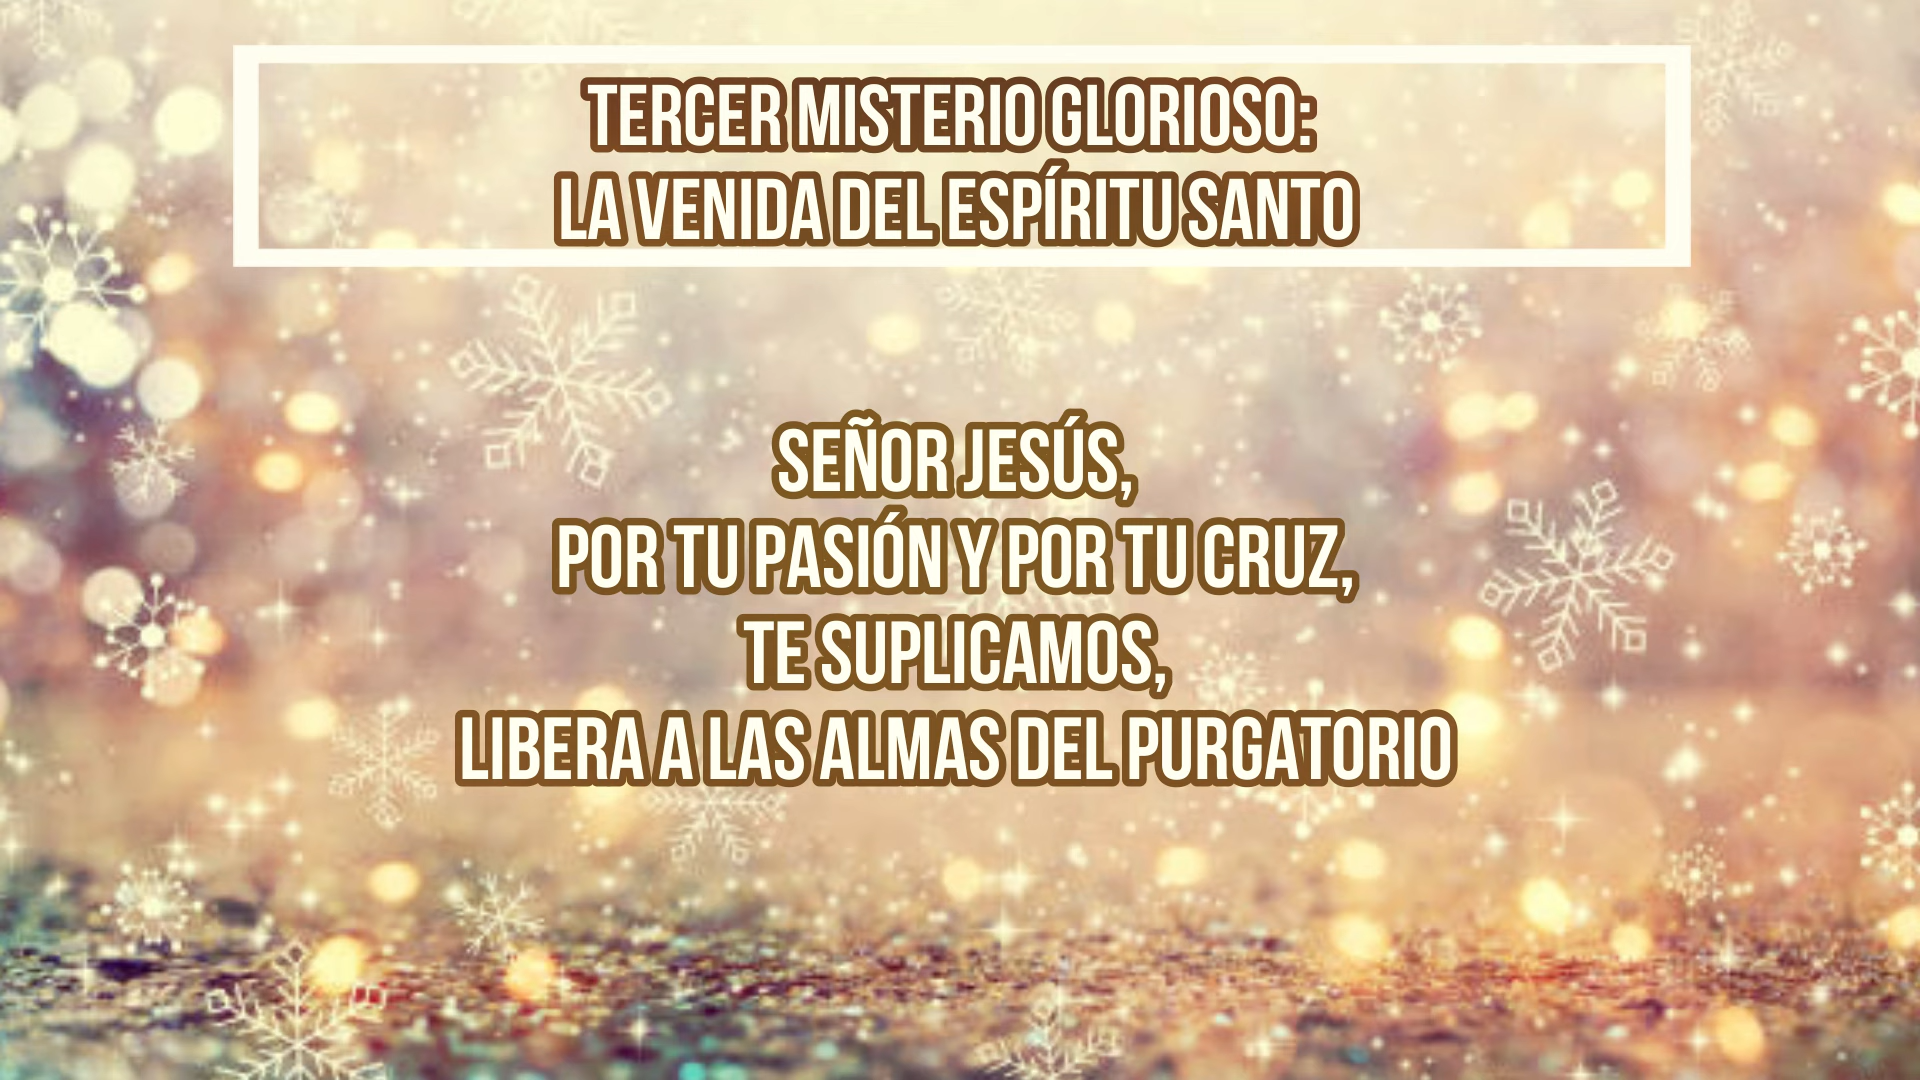 TERCER MISTERIO GLORIOSO:
LA VENIDA DEL ESPÍRITU SANTO
SEÑOR JESÚS,
POR TU PASIÓN Y POR TU CRUZ,
TE SUPLICAMOS,
LIBERA A LAS ALMAS DEL PURGATORIO